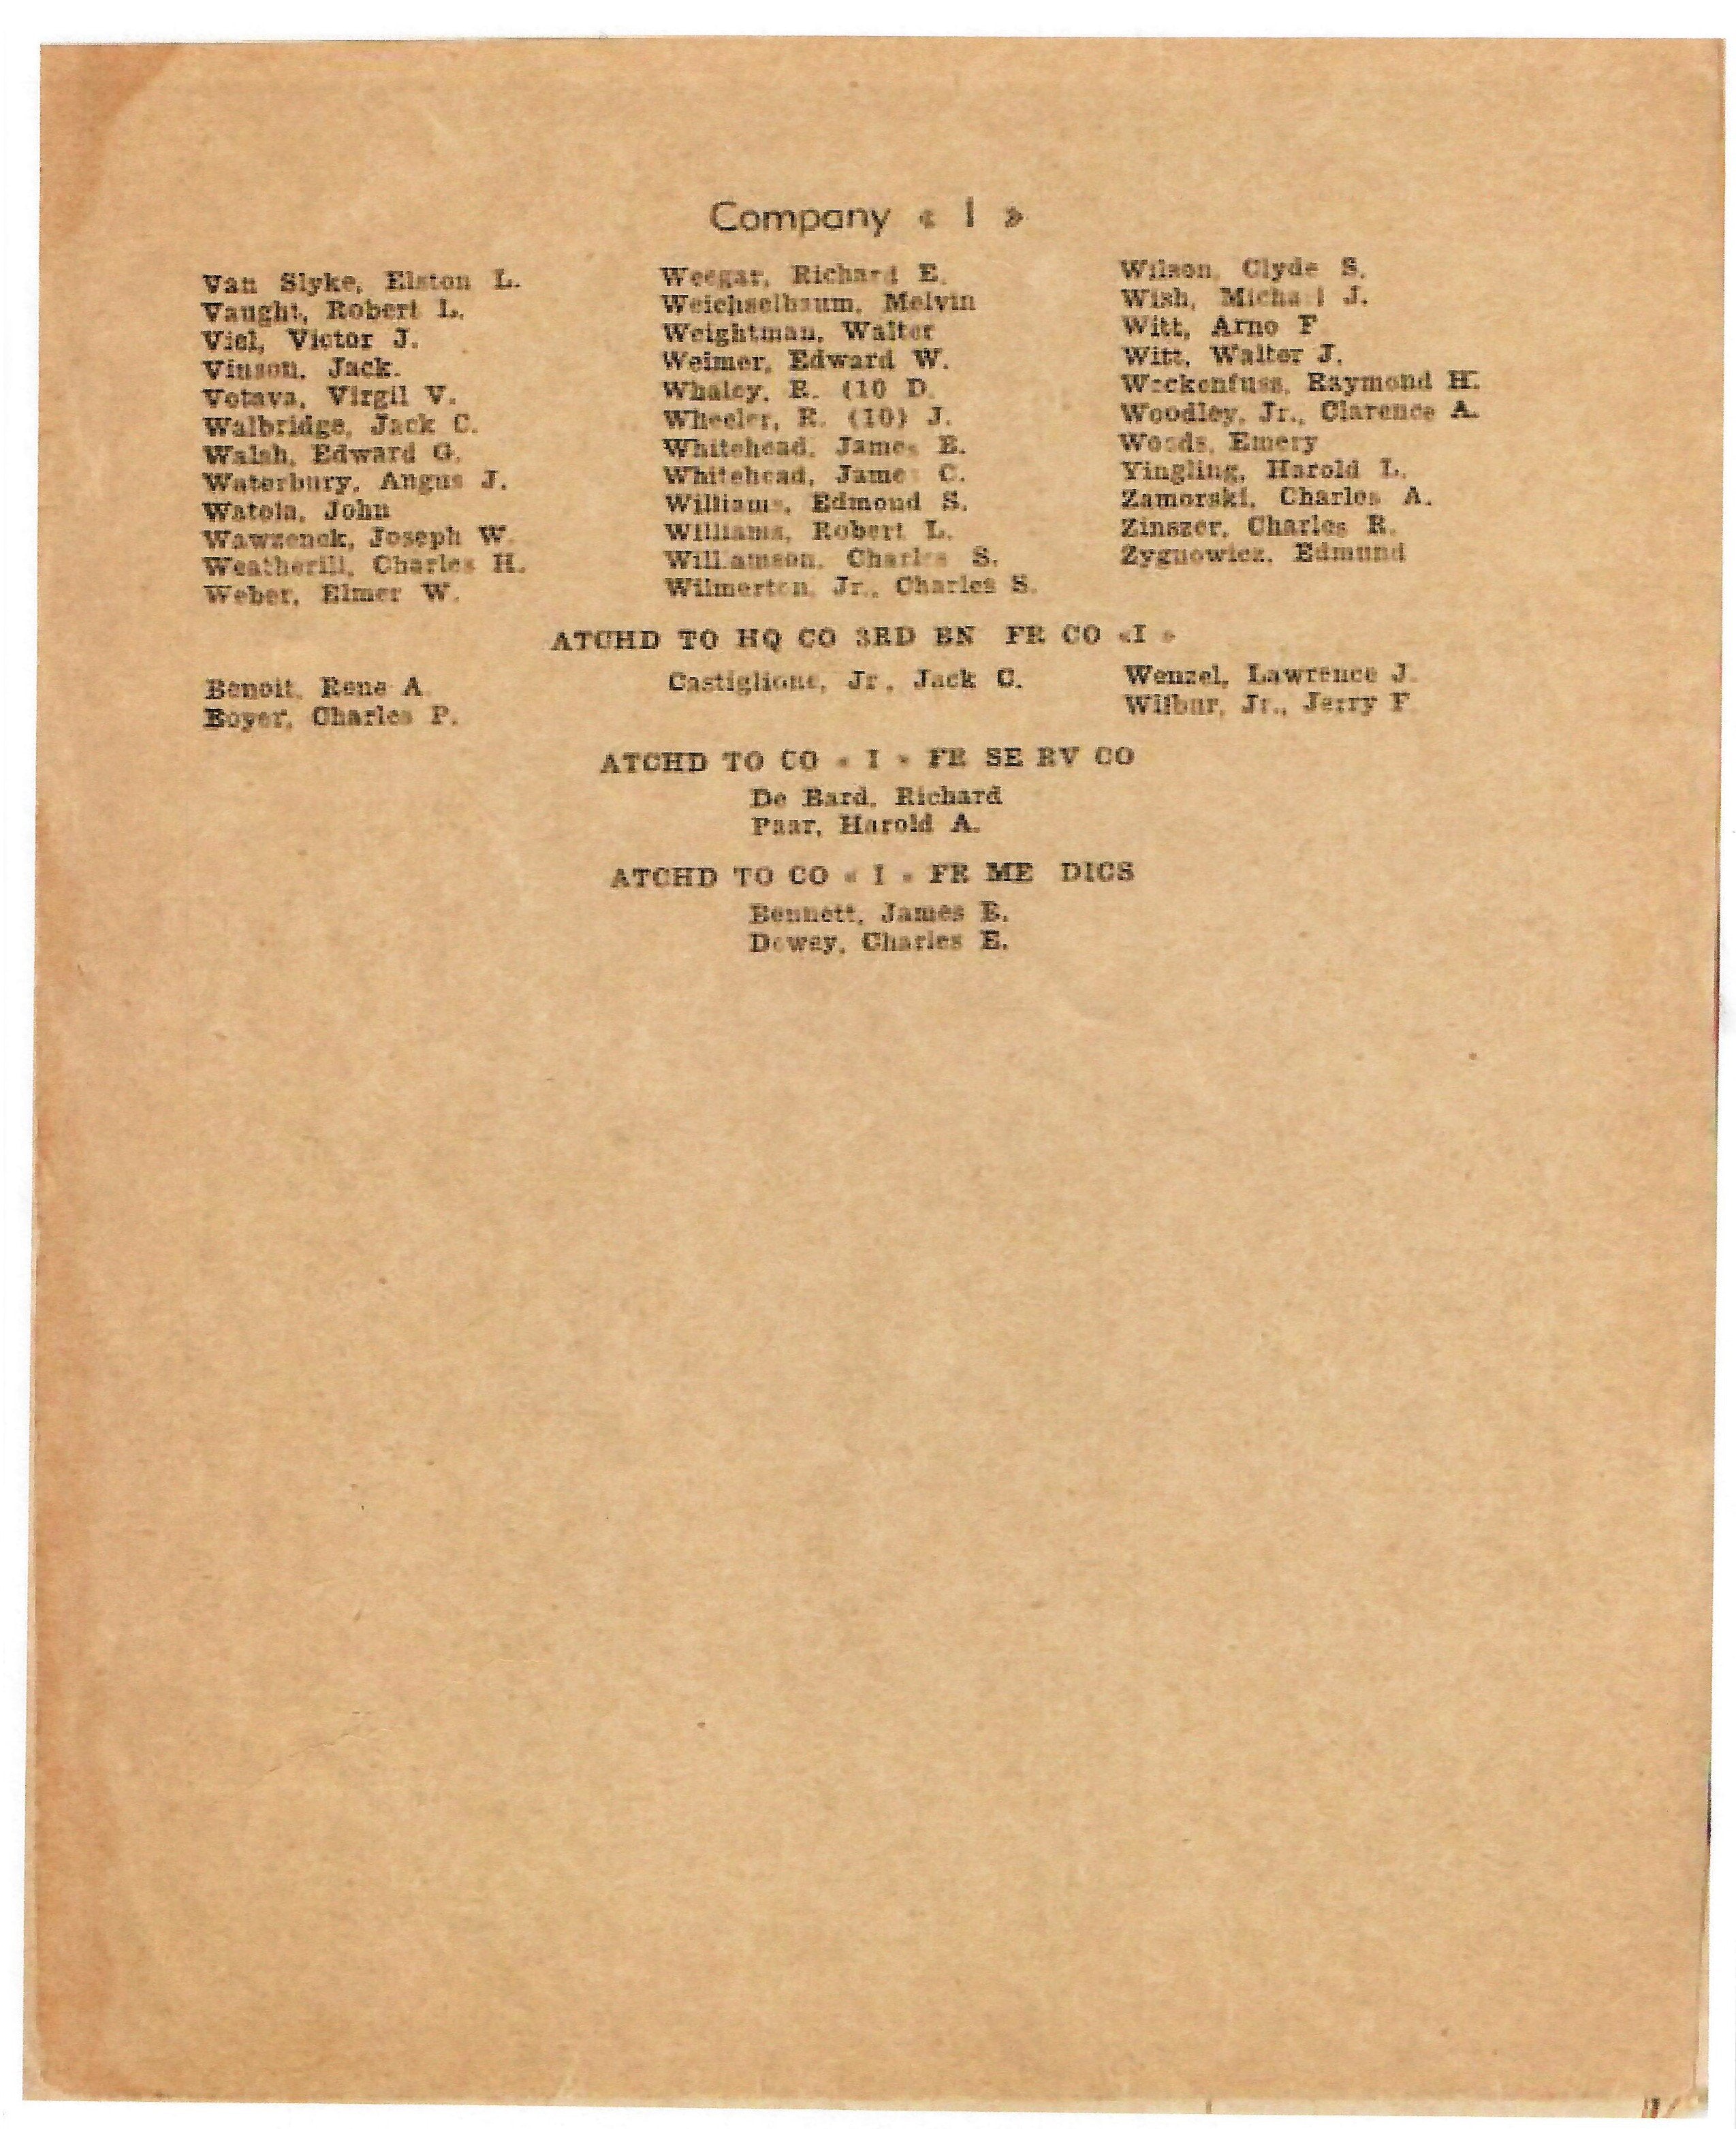 Company « I »
Van Slyke, Elston L.
Vaught, Robert L.
Viel, Victor J.
Vinson, Jack.
Votava, Virgil V.
Walbridge, Jack C.
Walsh, Edward G.
Waterbury, Angus J.
Watola, John
Wawzenek, Joseph W.
Weatherill, Charles H.
Weber, Elmer W.
Weegar, Richard E.
Weichselbaum, Melvin
Weightman, Walter
Weimer, Edward W.
Whaley, R. (10 D.
Wheeler, R. (10) J.
Whitehead, James E.
Whitehead, James C.
Williams, Edmond S.
Williams, Robert L.
Williamson, Charles S.
Wilmerton, Jr., Charles S.
Wilson, Clyde S.
Wish, Michael J.
Witt, Arno F
Witt, Walter J.
Weckenfuss, Raymond H.
Woodley, Jr., Clarence A.
Woods, Emery
Yingling, Harold L.
Zamorski, Charles A.
Zinszer, Charles R.
Zygnowicz, Edmund
ATCHD TO HQ CO 3RD BN FR CO «I »
Benoit, Rene A
Boyer, Charles P.
Castiglione, Jr., Jack C.
Wenzel, Lawrence J.
Wilbur, Jr., Jerry F
ATCHD TO CO « I » FR SE RV CO
De Bard, Richard
Paar, Harold A.
ATCHD TO CO « I » FR ME DICS
Bennett, James E.
Dewey, Charles E.